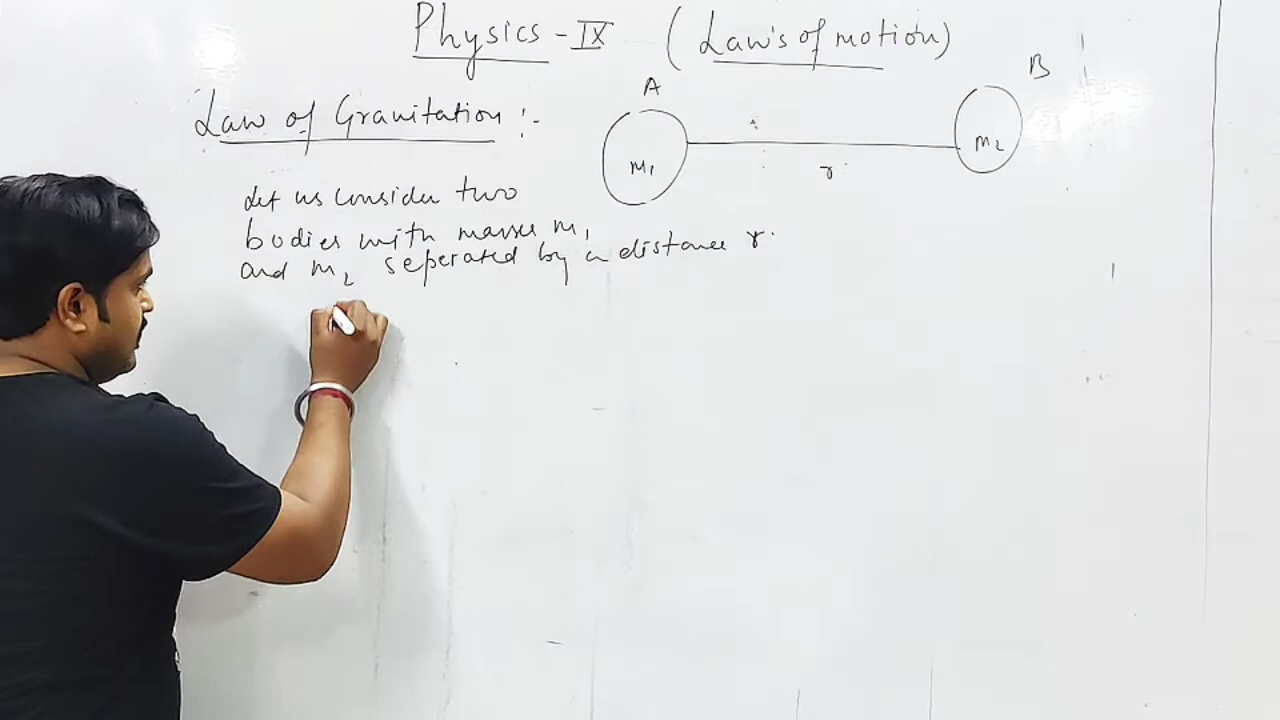 Physics - IX (Law's of motion)
Law of Gravitation :-
A
B
m₁
m₂
r
Let us consider two
bodies with masses m₁
and m₂ seperated by a distance r.